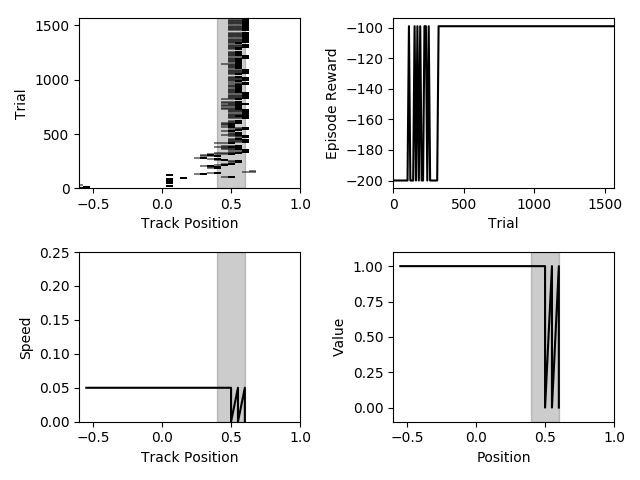 1500
1000
500
0
Trial
−0.5 0.0 0.5 1.0
Track Position
−100
−120
−140
−160
−180
−200
Episode Reward
0 500 1000 1500
Trial
0.25
0.20
0.15
0.10
0.05
0.00
Speed
−0.5 0.0 0.5 1.0
Track Position
1.00
0.75
0.50
0.25
0.00
Value
−0.5 0.0 0.5 1.0
Position